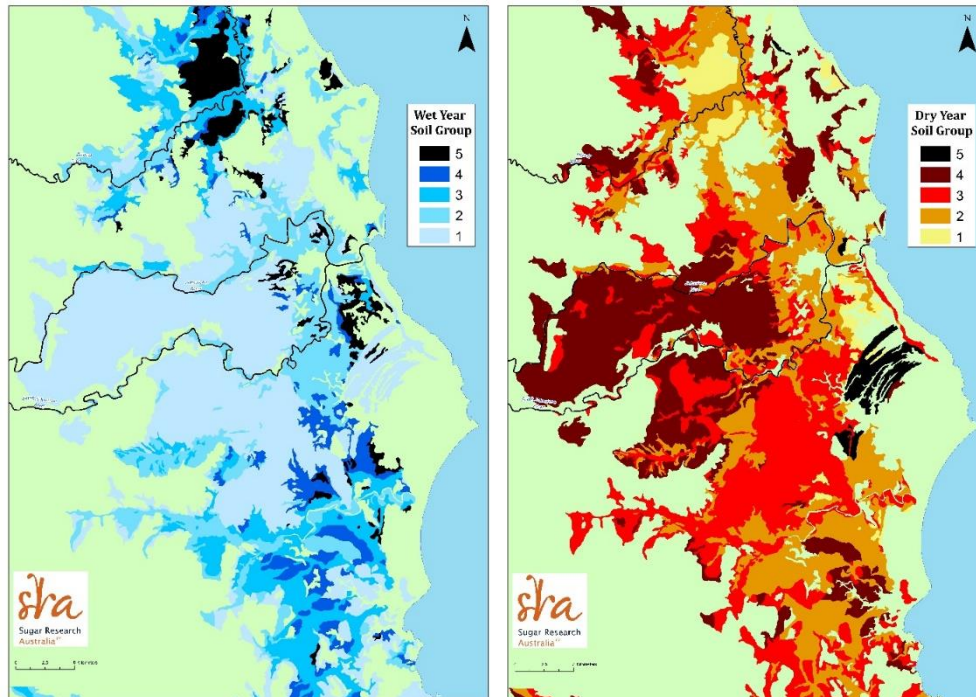 N
Wet Year
Soil Group
5
4
3
2
1
sra
Sugar Research
Australia
N
Dry Year
Soil Group
5
4
3
2
1
sra
Sugar Research
Australia